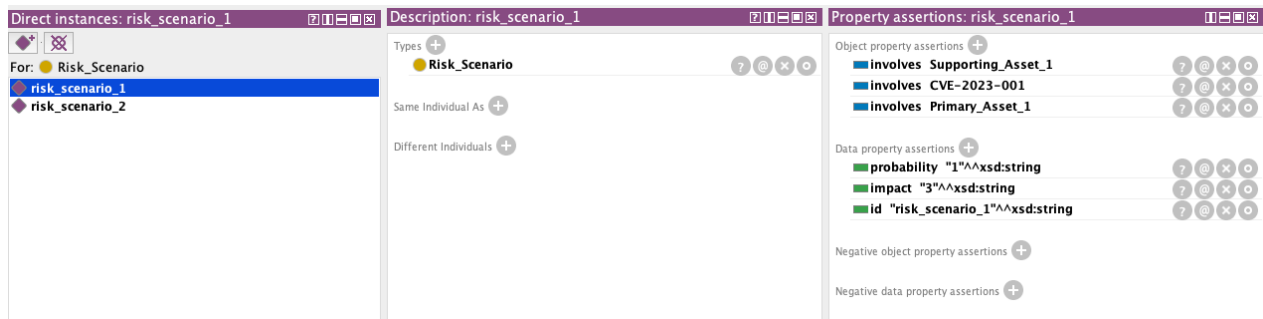 Direct instances: risk_scenario_1
For: Risk_Scenario
risk_scenario_1
risk_scenario_2
Description: risk_scenario_1
Types
Risk_Scenario
Same Individual As
Different Individuals
Property assertions: risk_scenario_1
Object property assertions
involves Supporting_Asset_1
involves CVE-2023-001
involves Primary_Asset_1
Data property assertions
probability "1"^^xsd:string
impact "3"^^xsd:string
id "risk_scenario_1"^^xsd:string
Negative object property assertions
Negative data property assertions